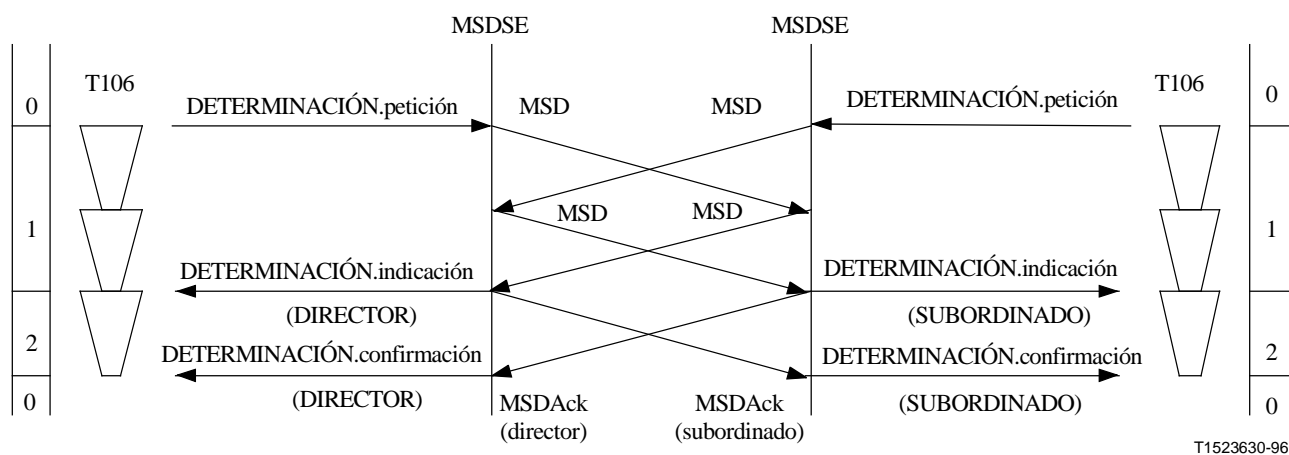 MSDSE MSDSE
T106 T106
0 DETERMINACIÓN.petición MSD MSD DETERMINACIÓN.petición 0
1 MSD MSD 1
DETERMINACIÓN.indicación DETERMINACIÓN.indicación
(DIRECTOR) (SUBORDINADO)
2 DETERMINACIÓN.confirmación DETERMINACIÓN.confirmación 2
0 (DIRECTOR) MSDAck MSDAck (SUBORDINADO) 0
(director) (subordinado)
T1523630-96